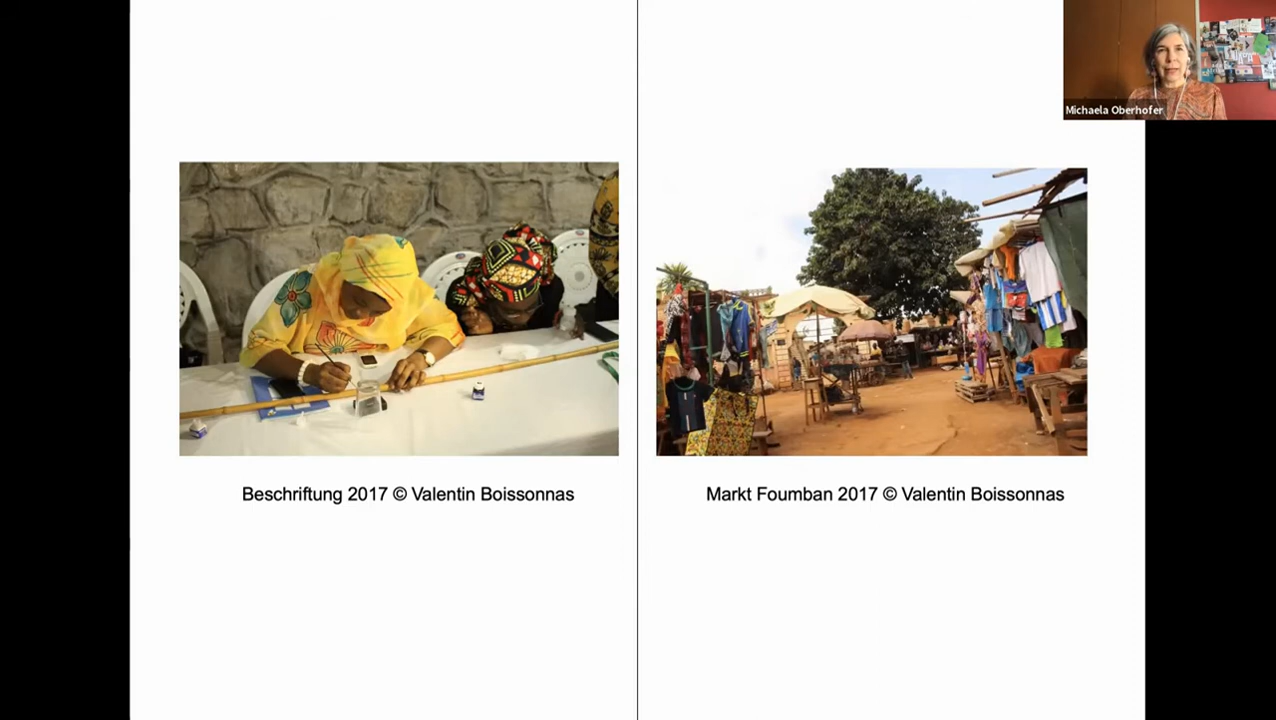 Michaela Oberhofer
Beschriftung 2017 © Valentin Boissonnas
Markt Foumban 2017 © Valentin Boissonnas